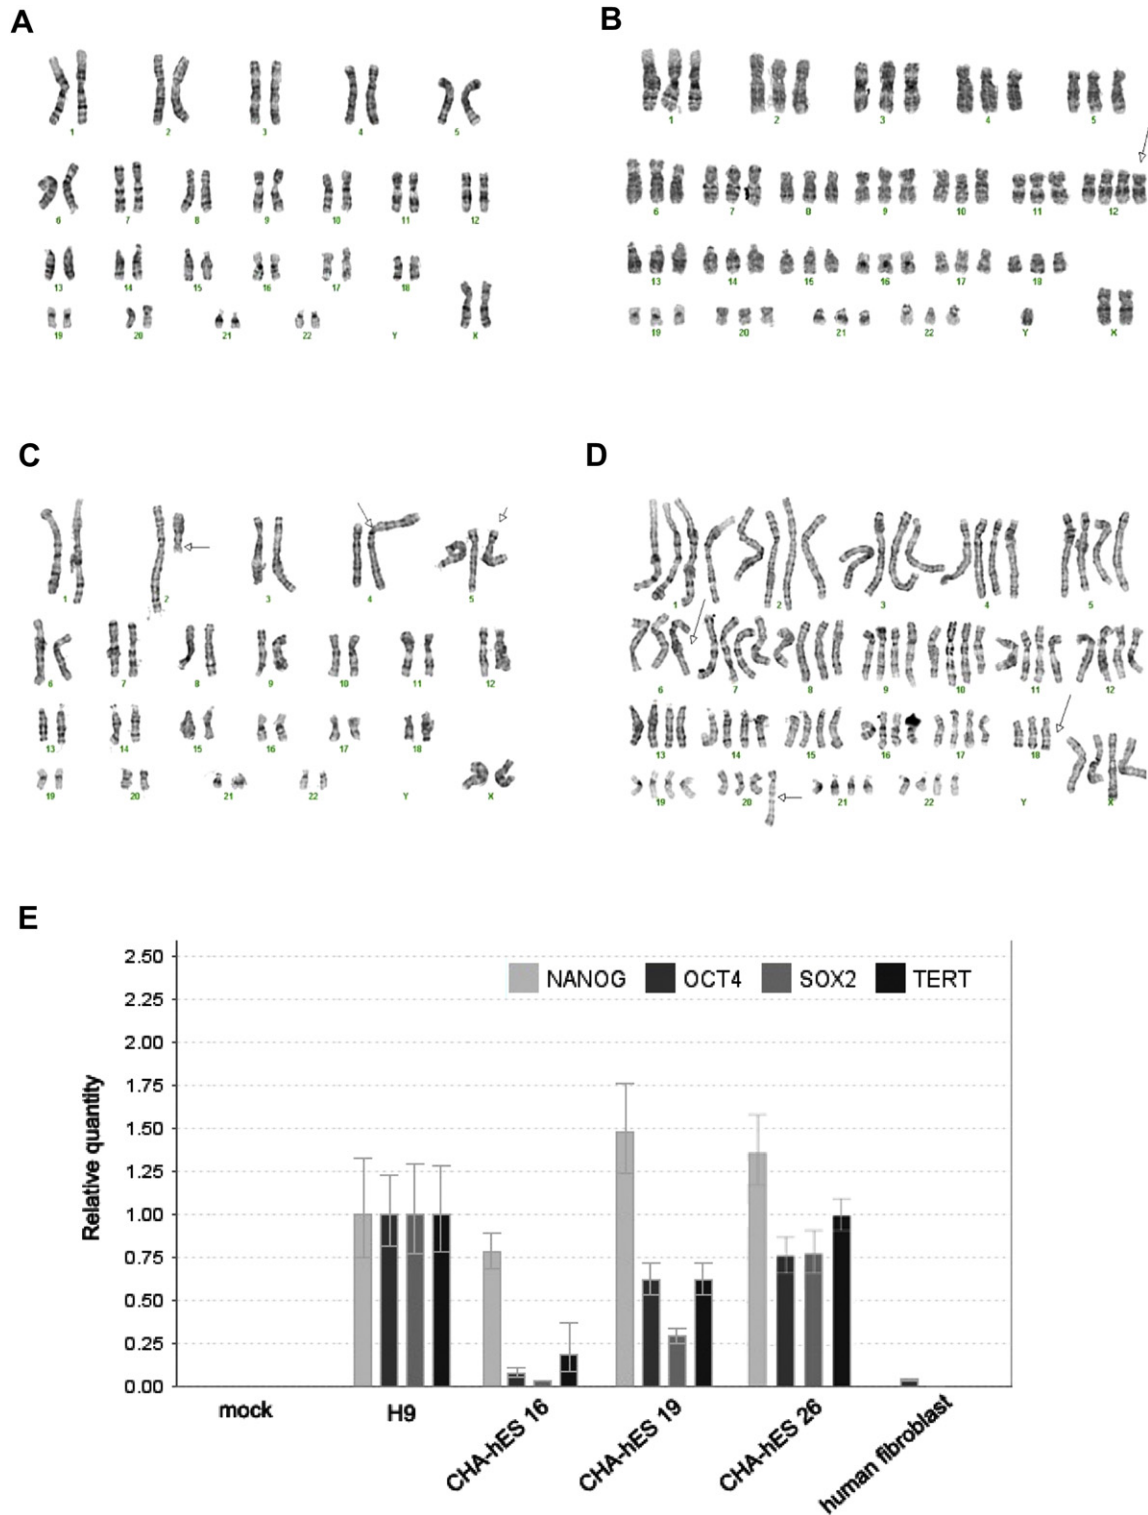 A
B
1 2 3 4 5
1 2 3 4 5
6 7 8 9 10 11 12
6 7 8 9 10 11 12
13 14 15 16 17 18
13 14 15 16 17 19
19 20 21 22 Y X
19 20 21 22 Y X
C
D
1 2 3 4 5
1 2 3 4 5
6 7 8 9 10 11 12
6 7 8 9 10 11 12
13 14 15 16 17 18
13 14 15 16 17 18
19 20 21 22 Y X
19 20 21 22 Y X
E
NANOG OCT4 SOX2 TERT
Relative quantity
2.50
2.25
2.00
1.75
1.50
1.25
1.00
0.75
0.50
0.25
0.00
mock
H9
CHA-hES 16
CHA-hES 19
CHA-hES 26
human fibroblast